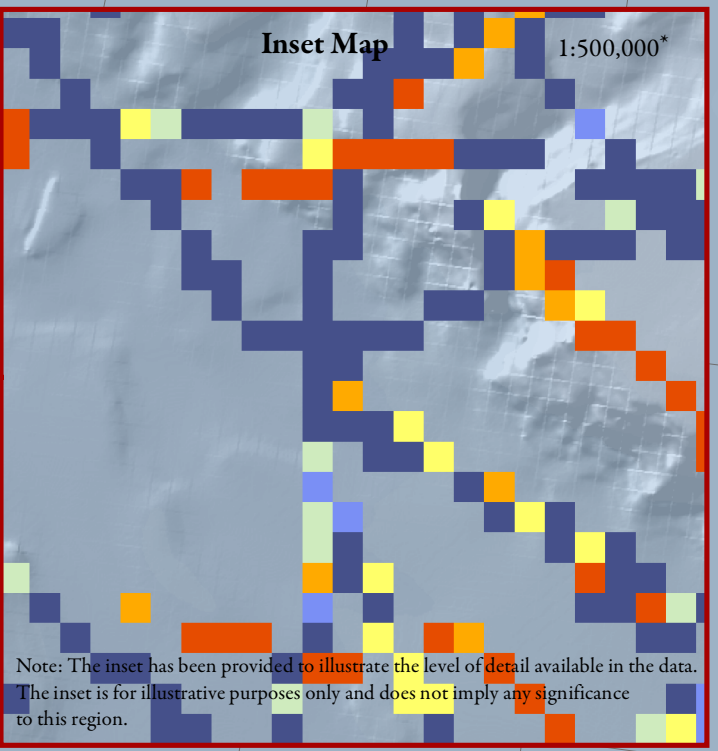 Inset Map
1:500,000*
Note: The inset has been provided to illustrate the level of detail available in the data.
The inset is for illustrative purposes only and does not imply any significance
to this region.